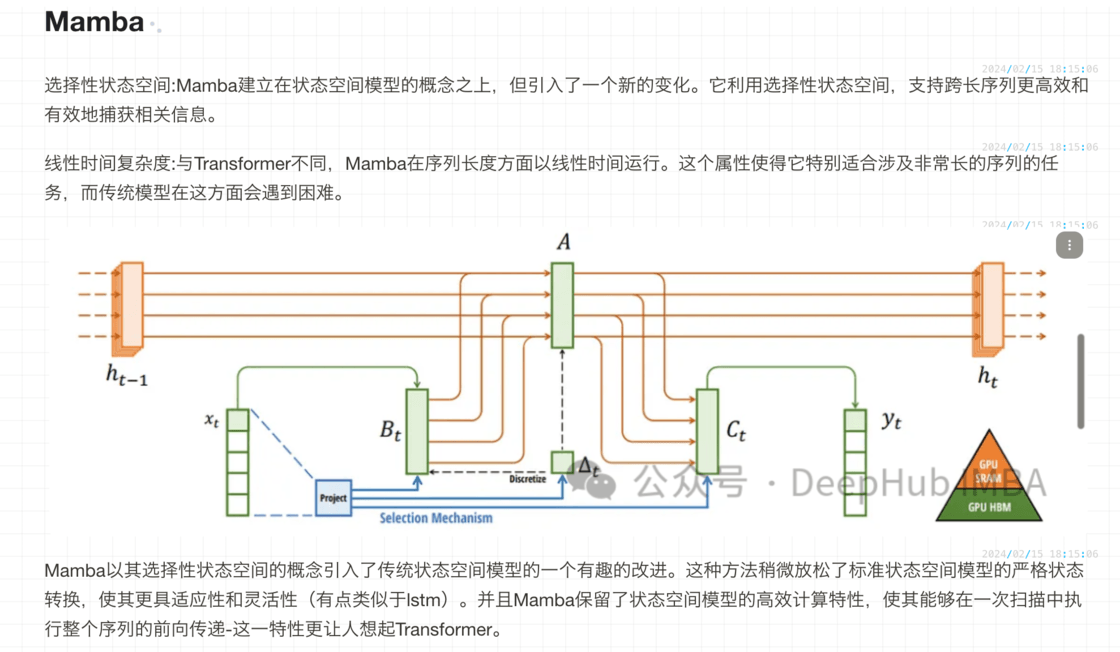 Mamba
2024/02/15 18:15:06
选择性状态空间:Mamba建立在状态空间模型的概念之上，但引入了一个新的变化。它利用选择性状态空间，支持跨长序列更高效和
有效地捕获相关信息。
2024/02/15 18:15:06
线性时间复杂度:与Transformer不同，Mamba在序列长度方面以线性时间运行。这个属性使得它特别适合涉及非常长的序列的任
务，而传统模型在这方面会遇到困难。
2024/02/15 18:15:06
A
ht−1
ht
xt
Bt
Ct
yt
Δt
Discretize
Project
Selection Mechanism
GPU
SRAM
GPU HBM
公众号 · DeepHub IMBA
2024/02/15 18:15:06
Mamba以其选择性状态空间的概念引入了传统状态空间模型的一个有趣的改进。这种方法稍微放松了标准状态空间模型的严格状态
转换，使其更具适应性和灵活性（有点类似于lstm）。并且Mamba保留了状态空间模型的高效计算特性，使其能够在一次扫描中执
行整个序列的前向传递-这一特性更让人想起Transformer。